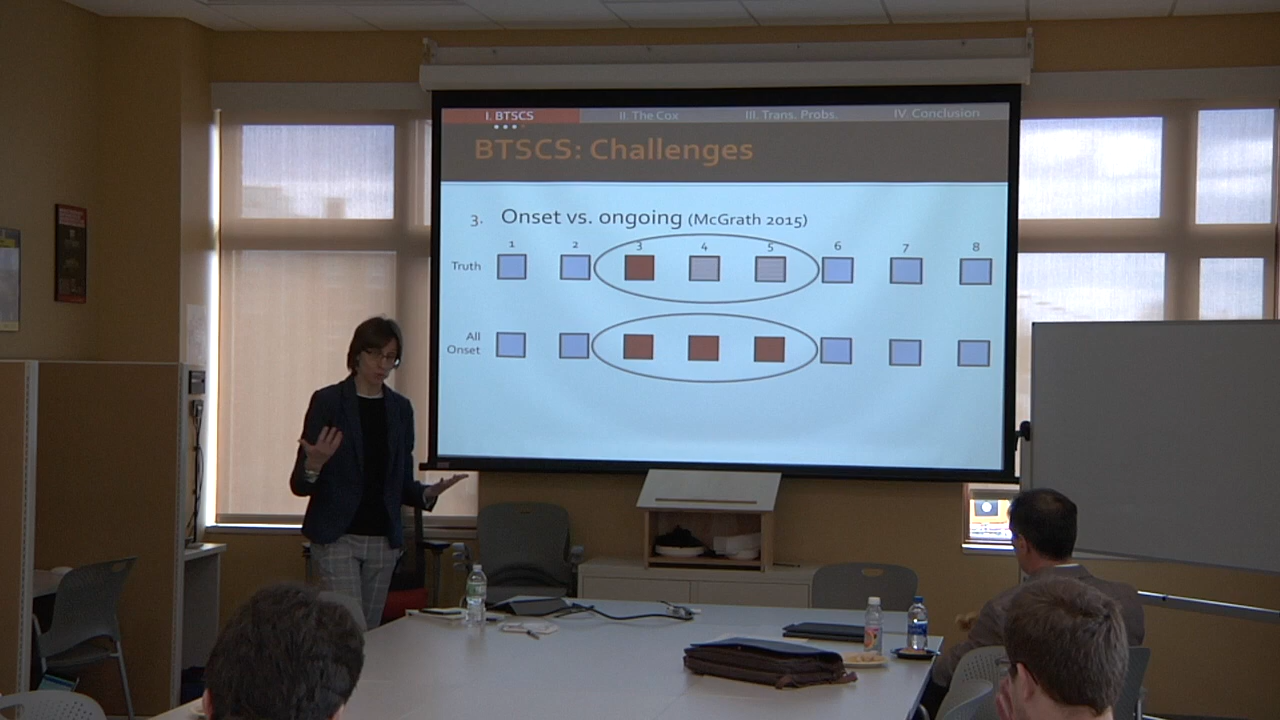 I. BTSCS II. The Cox III. Trans. Probs. IV. Conclusion
BTSCS: Challenges
3. Onset vs. ongoing (McGrath 2015)
1 2 3 4 5 6 7 8
Truth
All
Onset